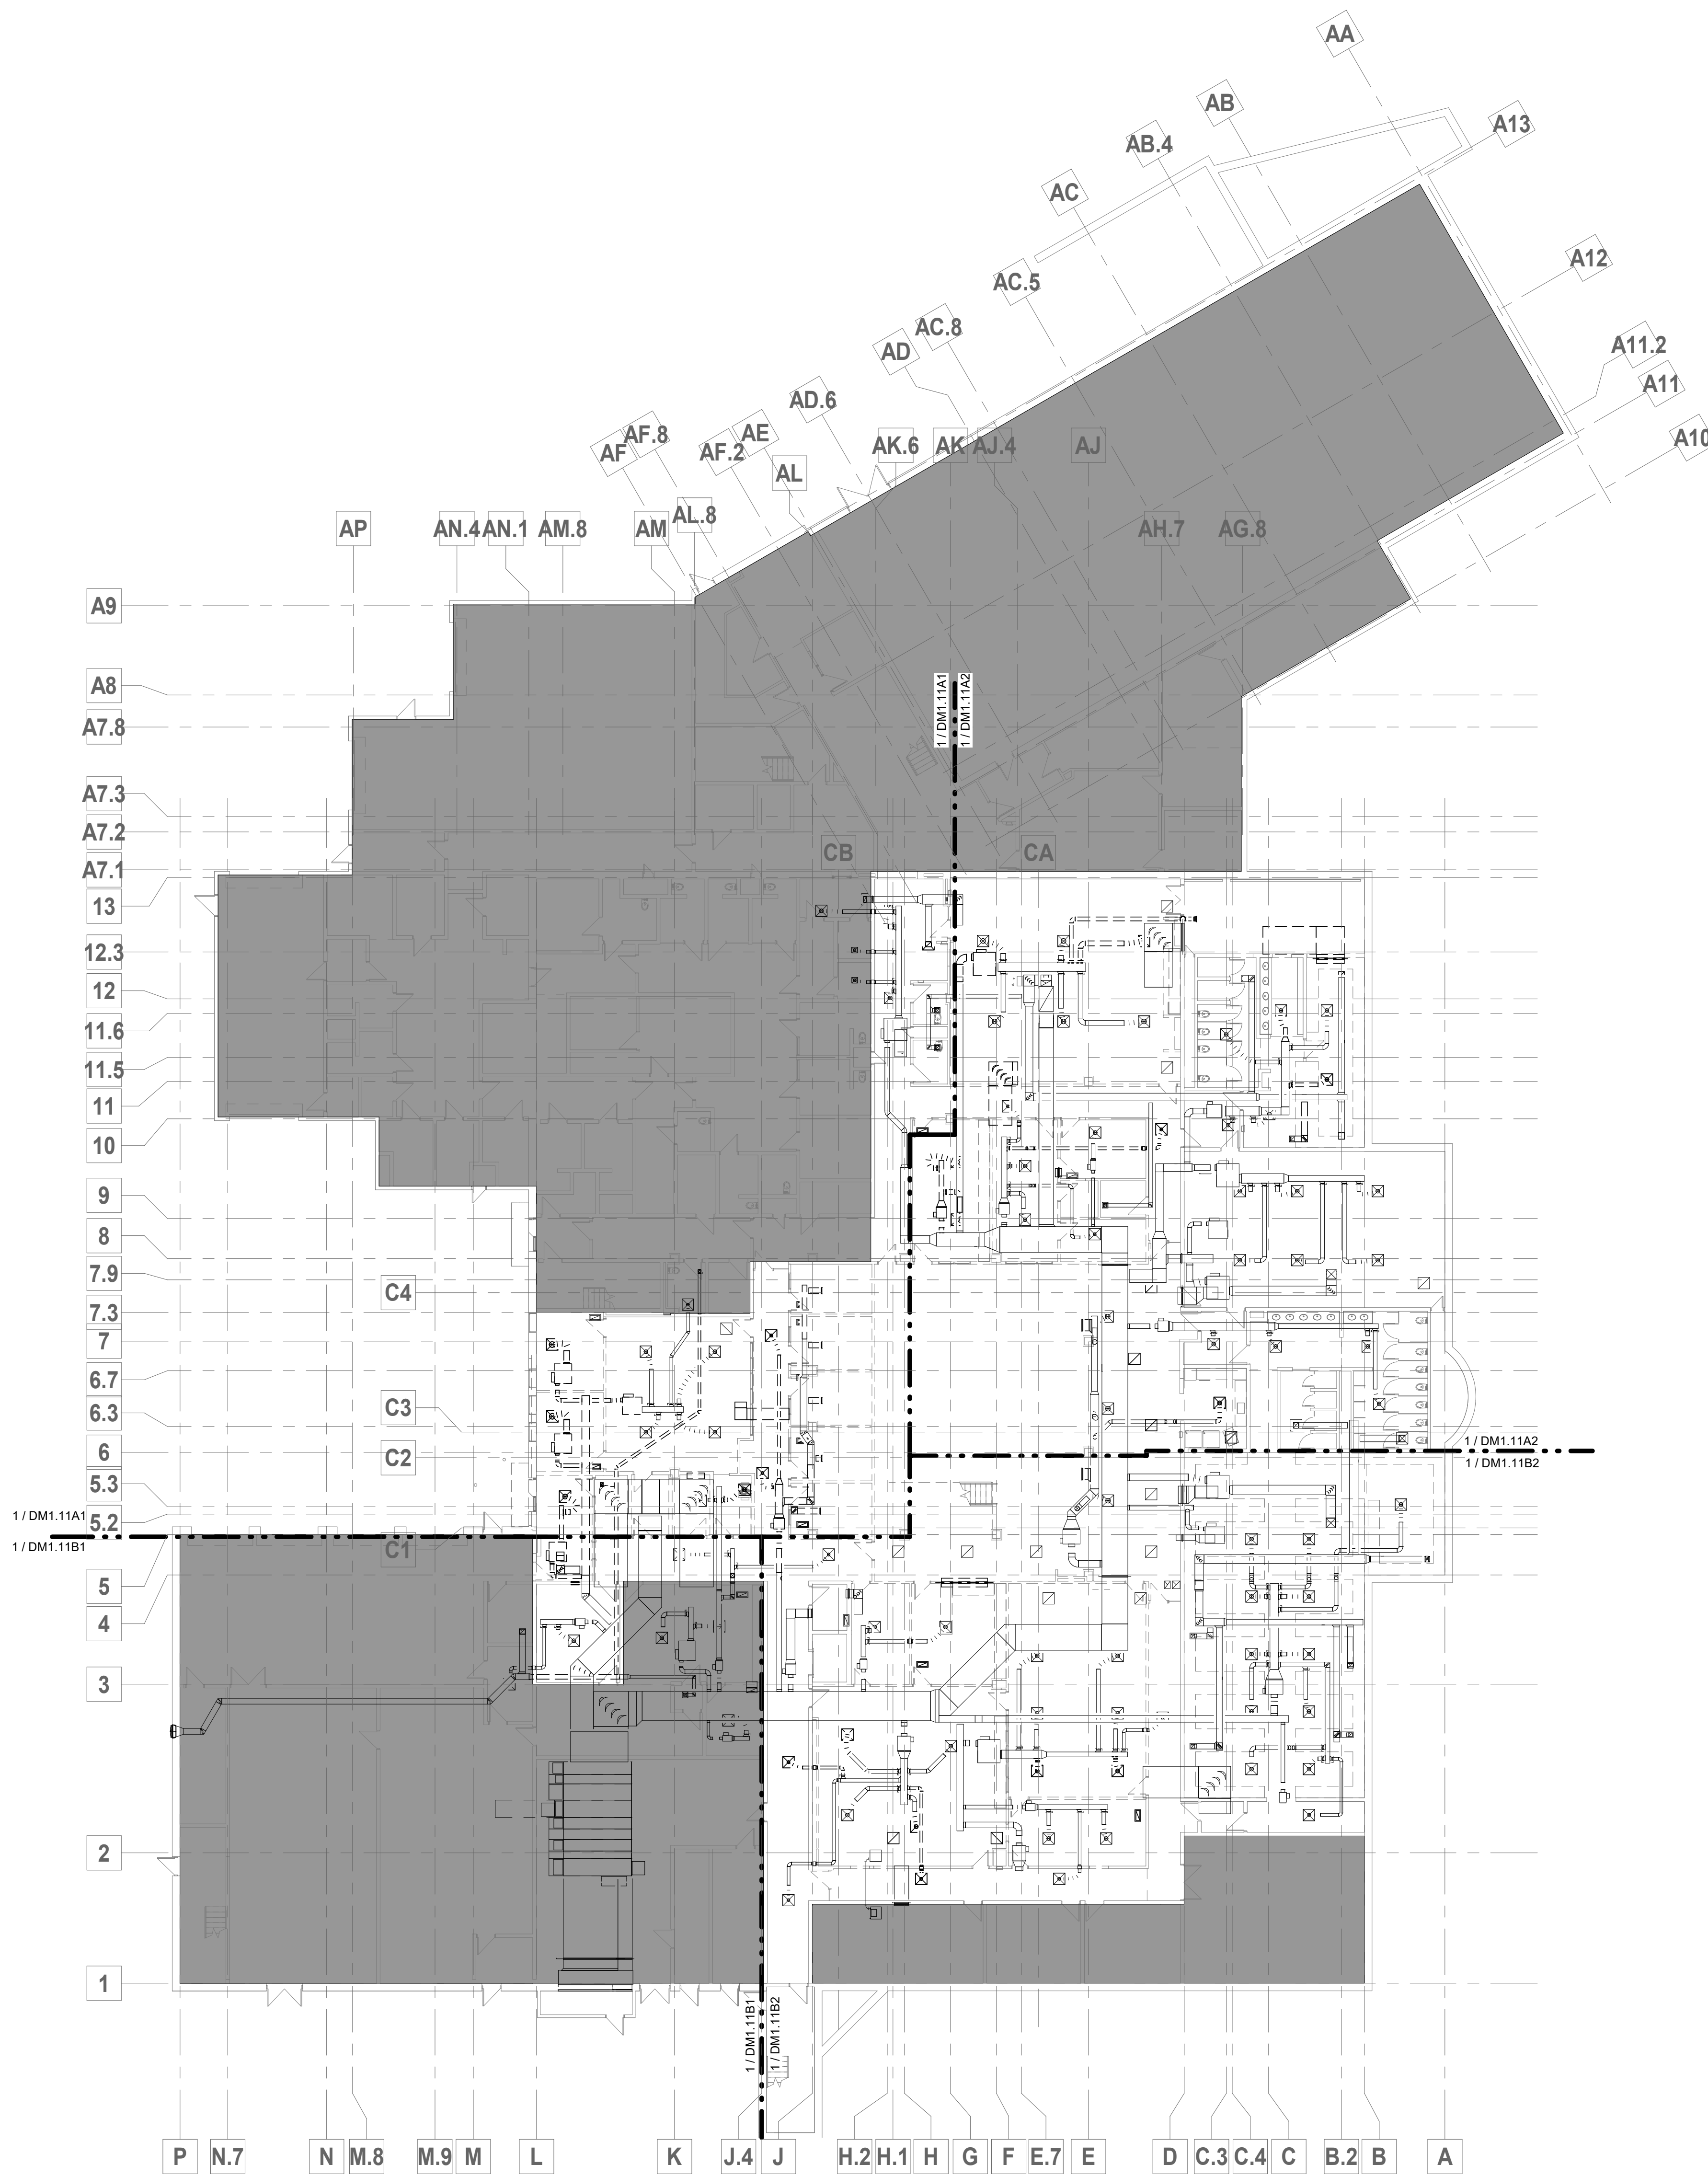 AA
AB
A13
AB.4
AC
A12
AC.5
AC.8
A11.2
AD
A11
AD.6
A10
AE
AF.8
AF
AF.2
AL
AK.6
AK
AJ.4
AJ
AP
AN.4
AN.1
AM.8
AM
AL.8
AH.7
AG.8
A9
A8
A7.8
1 / DM1.11A1
1 / DM1.11A2
A7.3
A7.2
A7.1
CB
CA
13
12.3
12
11.6
11.5
11
10
9
8
7.9
C4
7.3
7
6.7
6.3
C3
6
C2
1 / DM1.11A2
1 / DM1.11B2
5.3
5.2
1 / DM1.11A1
1 / DM1.11B1
C1
5
4
3
2
1
1 / DM1.11B1
1 / DM1.11B2
P
N.7
N
M.8
M.9
M
L
K
J.4
J
H.2
H.1
H
G
F
E.7
E
D
C.3
C.4
C
B.2
B
A